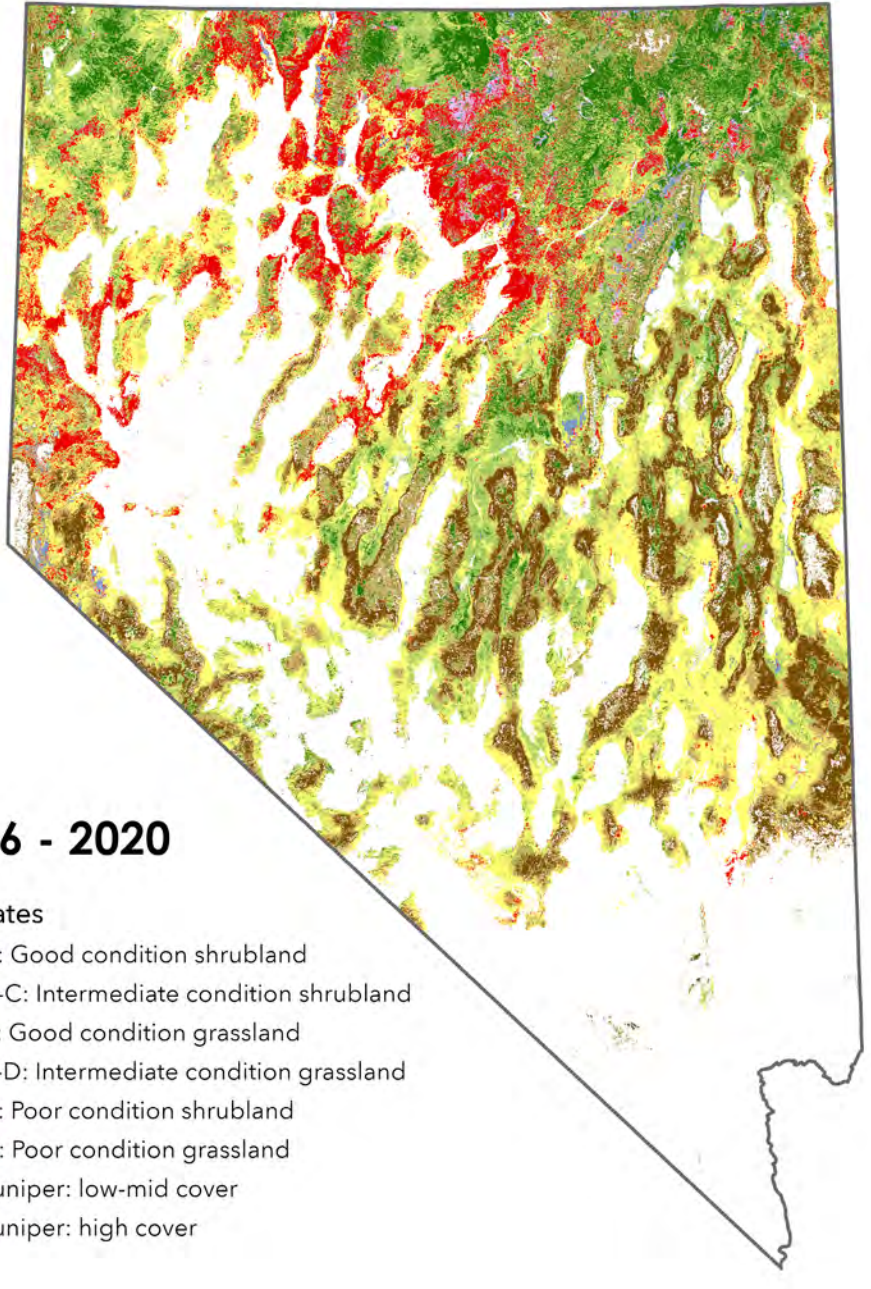 6 - 2020
ates
: Good condition shrubland
-C: Intermediate condition shrubland
: Good condition grassland
-D: Intermediate condition grassland
: Poor condition shrubland
: Poor condition grassland
uniper: low-mid cover
uniper: high cover